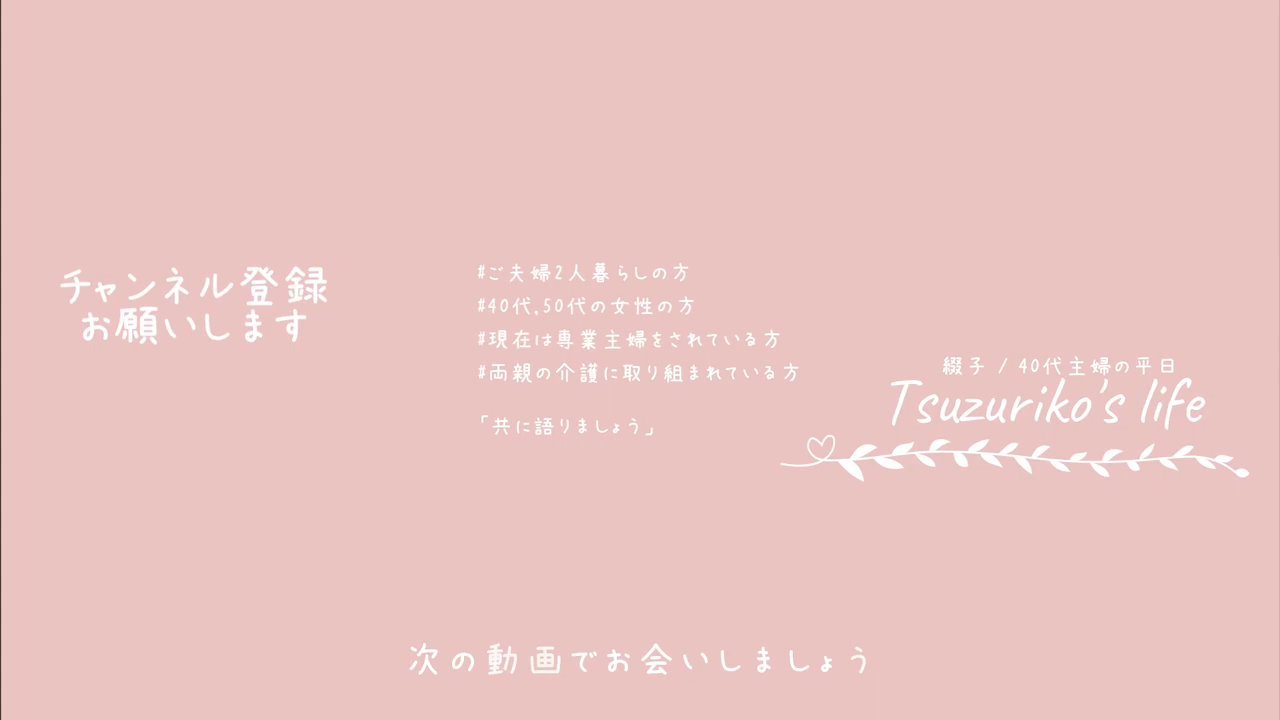 チャンネル登録
お願いします
#ご夫婦2人暮らしの方
#40代,50代の女性の方
#現在は専業主婦をされている方
#両親の介護に取り組まれている方
「共に語りましょう」
綴子 / 40代主婦の平日
Tsuzuriko's life
次の動画でお会いしましょう